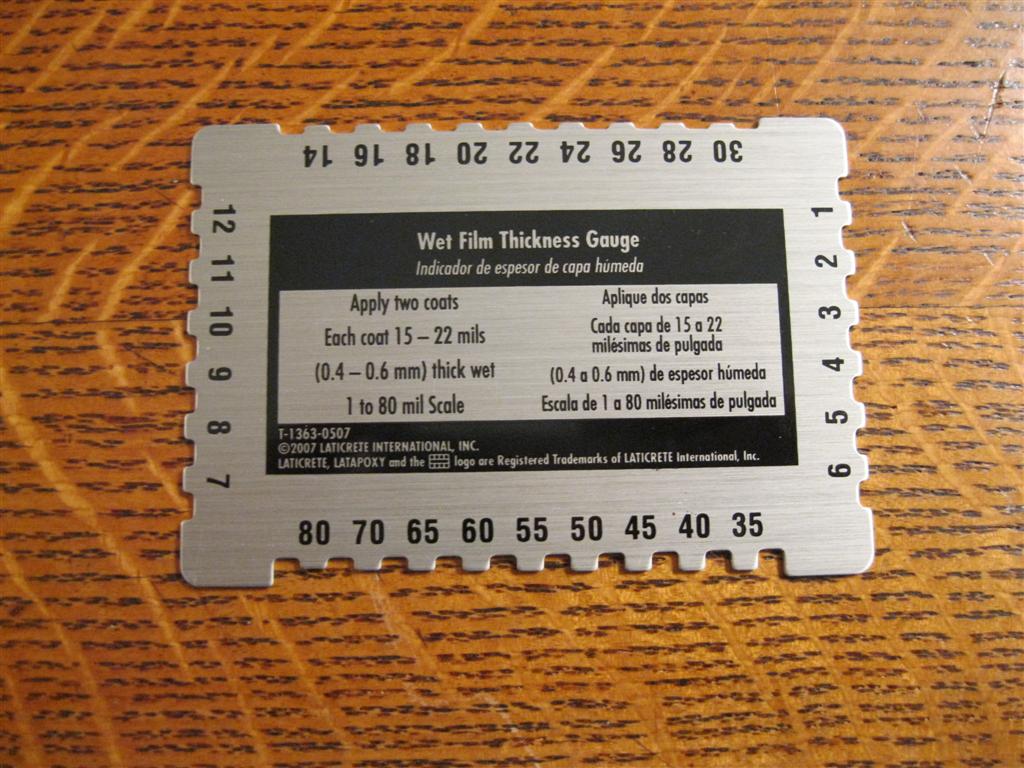 14 16 18 20 22 24 26 28 30
12
11
10
9
8
7
1
2
3
4
5
6
Wet Film Thickness Gauge
Indicador de espesor de capa húmeda
Apply two coats
Each coat 15 – 22 mils
(0.4 – 0.6 mm) thick wet
1 to 80 mil Scale
Aplique dos capas
Cada capa de 15 a 22
milésimas de pulgada
(0.4 a 0.6 mm) de espesor húmeda
Escala de 1 a 80 milésimas de pulgada
T-1363-0507
©2007 LATICRETE INTERNATIONAL, INC.
LATICRETE, LATAPOXY and the logo are Registered Trademarks of LATICRETE International, Inc.
80 70 65 60 55 50 45 40 35